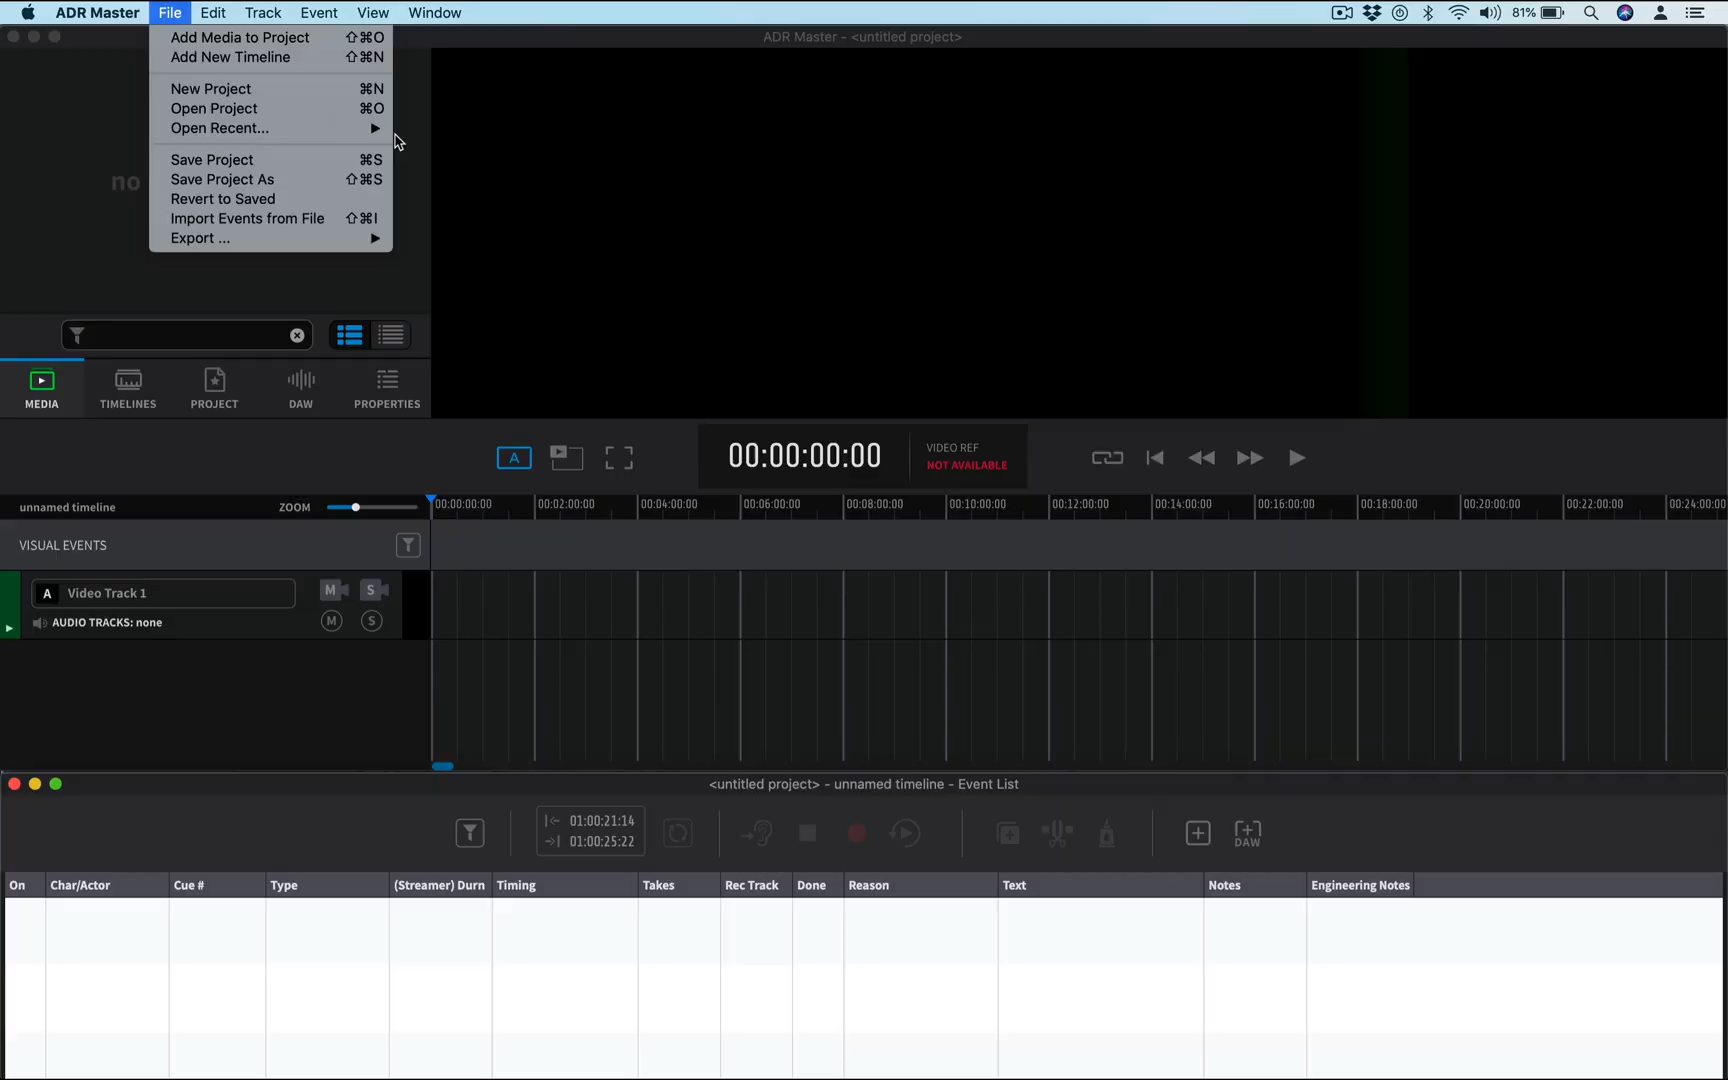 ADR Master File Edit Track Event View Window 81%
ADR Master - <untitled project>
Add Media to Project ⇧⌘O
Add New Timeline ⇧⌘N
New Project ⌘N
Open Project ⌘O
Open Recent... ▶
Save Project ⌘S
Save Project As ⇧⌘S
Revert to Saved
Import Events from File ⇧⌘I
Export ... ▶
no
MEDIA TIMELINES PROJECT DAW PROPERTIES
A 00:00:00:00 VIDEO REF
NOT AVAILABLE
unnamed timeline ZOOM 00:00:00:00 00:02:00:00 00:04:00:00 00:06:00:00 00:08:00:00 00:10:00:00 00:12:00:00 00:14:00:00 00:16:00:00 00:18:00:00 00:20:00:00 00:22:00:00 00:24:00:00
VISUAL EVENTS
A Video Track 1 M S
AUDIO TRACKS: none M S
<untitled project> - unnamed timeline - Event List
01:00:21:14
01:00:25:22
DAW
On Char/Actor Cue # Type (Streamer) Durn Timing Takes Rec Track Done Reason Text Notes Engineering Notes